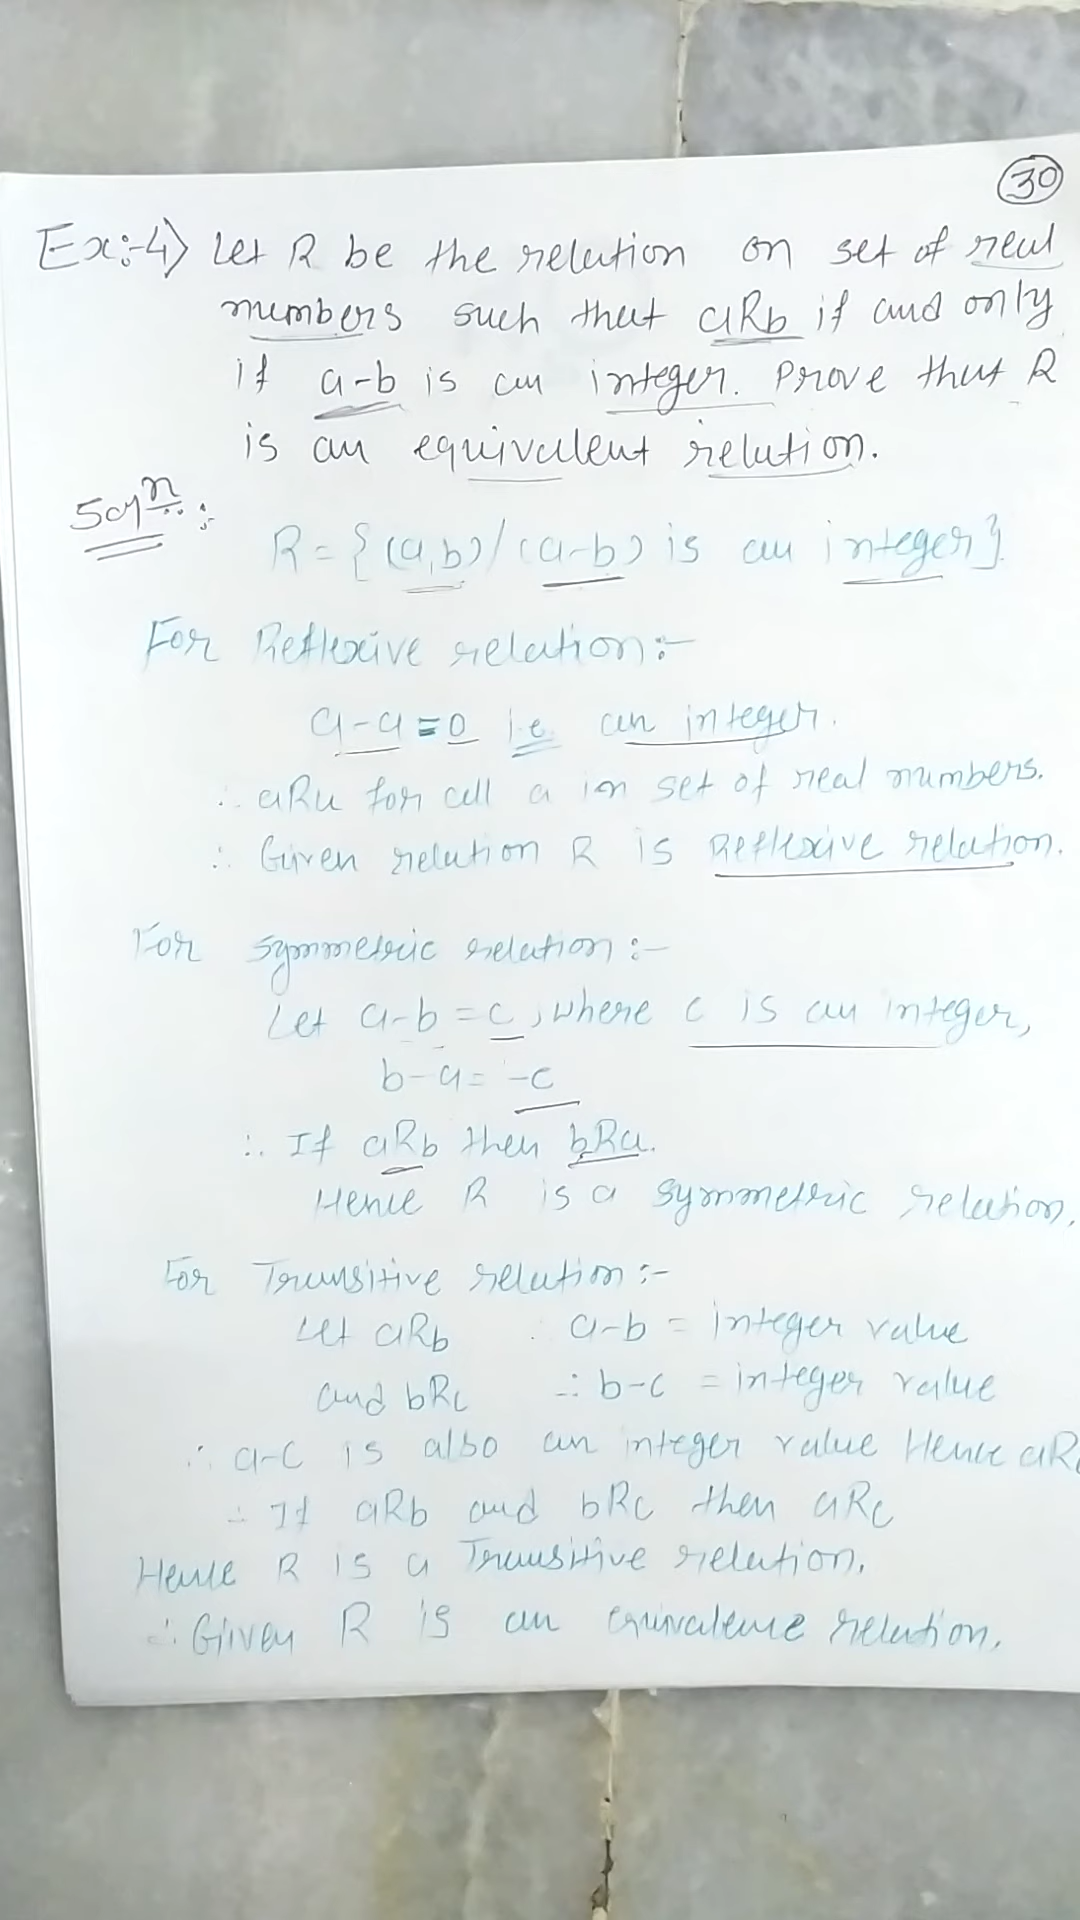 30
Ex:-4) Let R be the relation on set of real
numbers such that aRb if and only
if a-b is an integer. Prove that R
is an equivalent relation.
Solⁿ :-
R = {(a,b)/(a-b) is an integer}
For Reflexive relation:-
a-a=0 i.e. an integer.
∴ aRa for all a in set of real numbers.
∴ Given relation R is Reflexive relation.
For symmetric relation :-
Let a-b = c, where c is an integer,
b-a = -c
∴ If aRb then bRa.
Hence R is a symmetric relation.
For Transitive relation :-
Let aRb ∴ a-b = integer value
and bRc ∴ b-c = integer value
∴ a-c is also an integer value Hence aRc
∴ If aRb and bRc then aRc
Hence R is a Transitive relation.
∴ Given R is an equivalence relation.